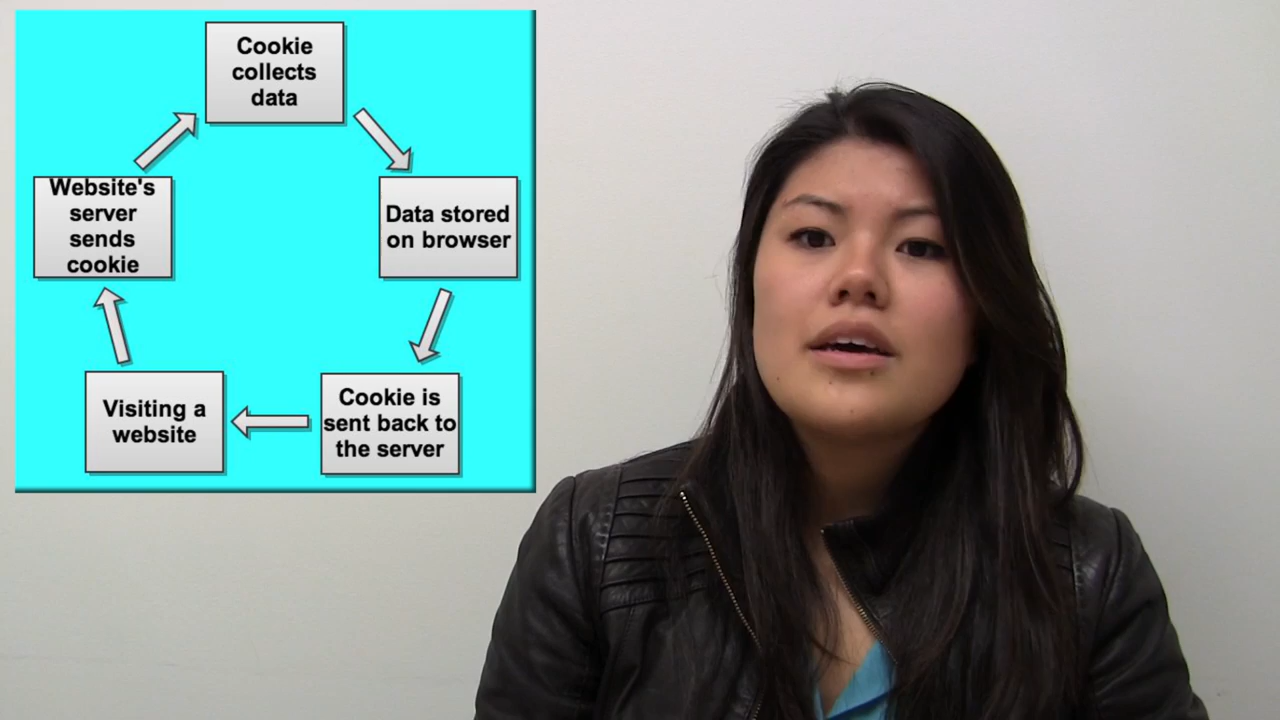 Cookie
collects
data
Website's
server
sends
cookie
Data stored
on browser
Visiting a
website
Cookie is
sent back to
the server